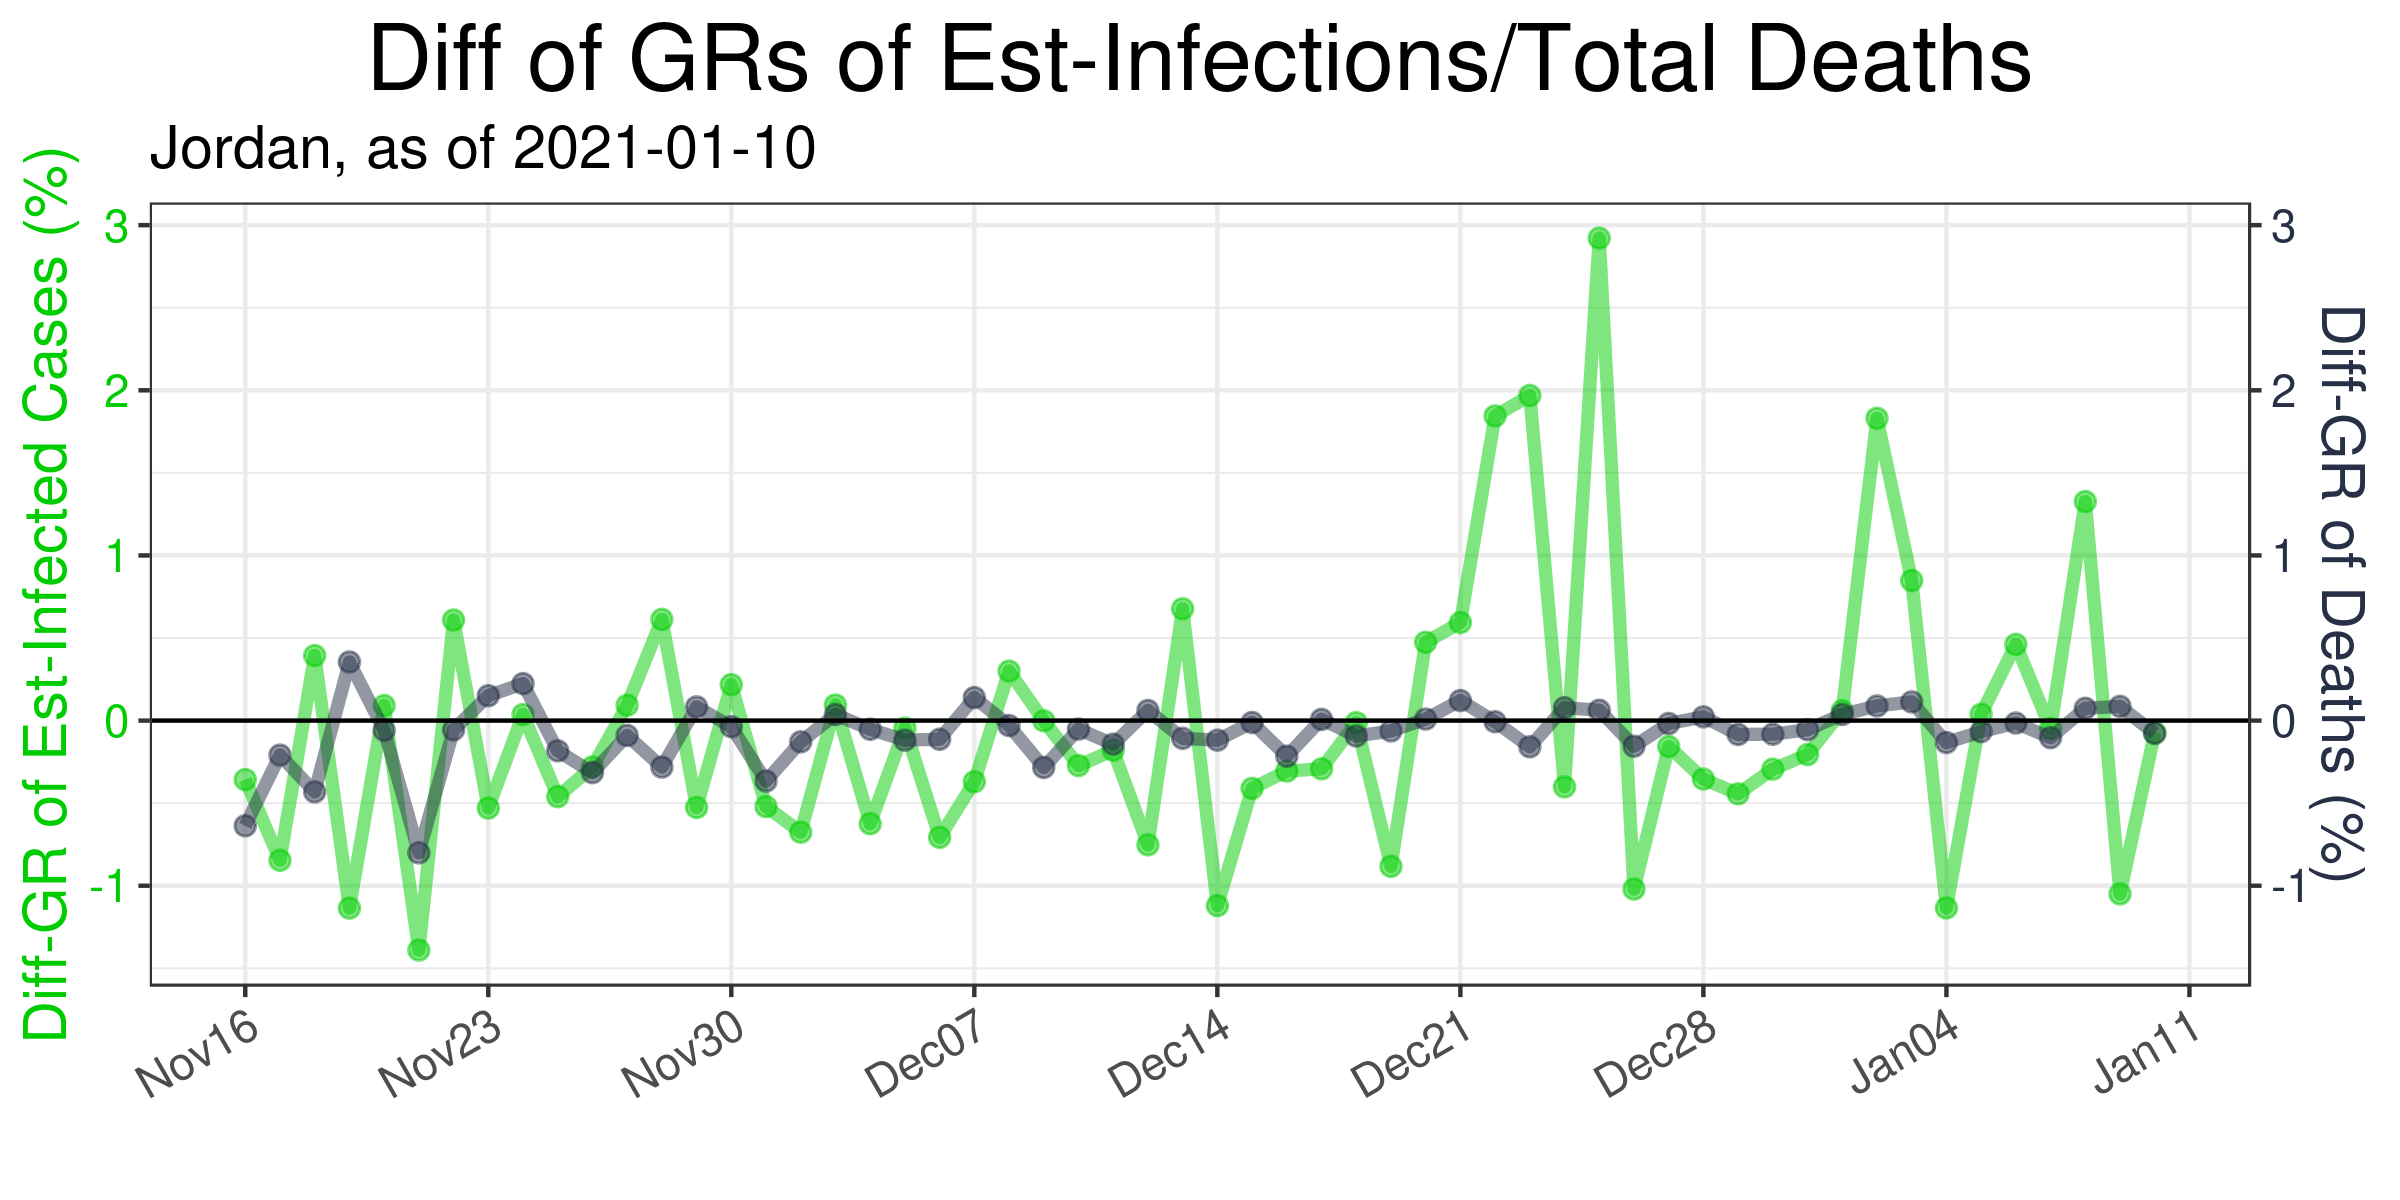 Diff of GRs of Est-Infections/Total Deaths
Jordan, as of 2021-01-10
Diff-GR of Est-Infected Cases (%)
3
2
1
0
-1
3
2
1
0
-1
Diff-GR of Deaths (%)
Nov16
Nov23
Nov30
Dec07
Dec14
Dec21
Dec28
Jan04
Jan11